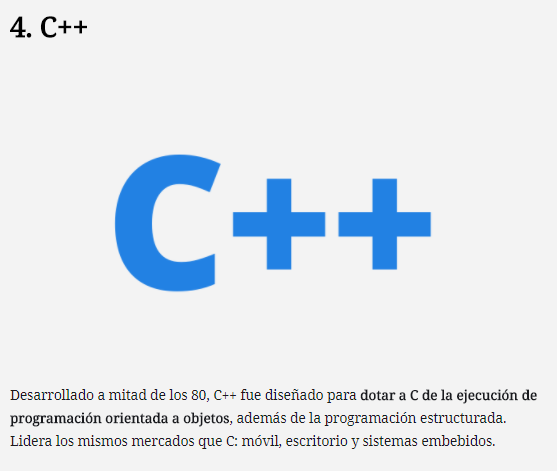 4. C++
C++
Desarrollado a mitad de los 80, C++ fue diseñado para dotar a C de la ejecución de
programación orientada a objetos, además de la programación estructurada.
Lidera los mismos mercados que C: móvil, escritorio y sistemas embebidos.